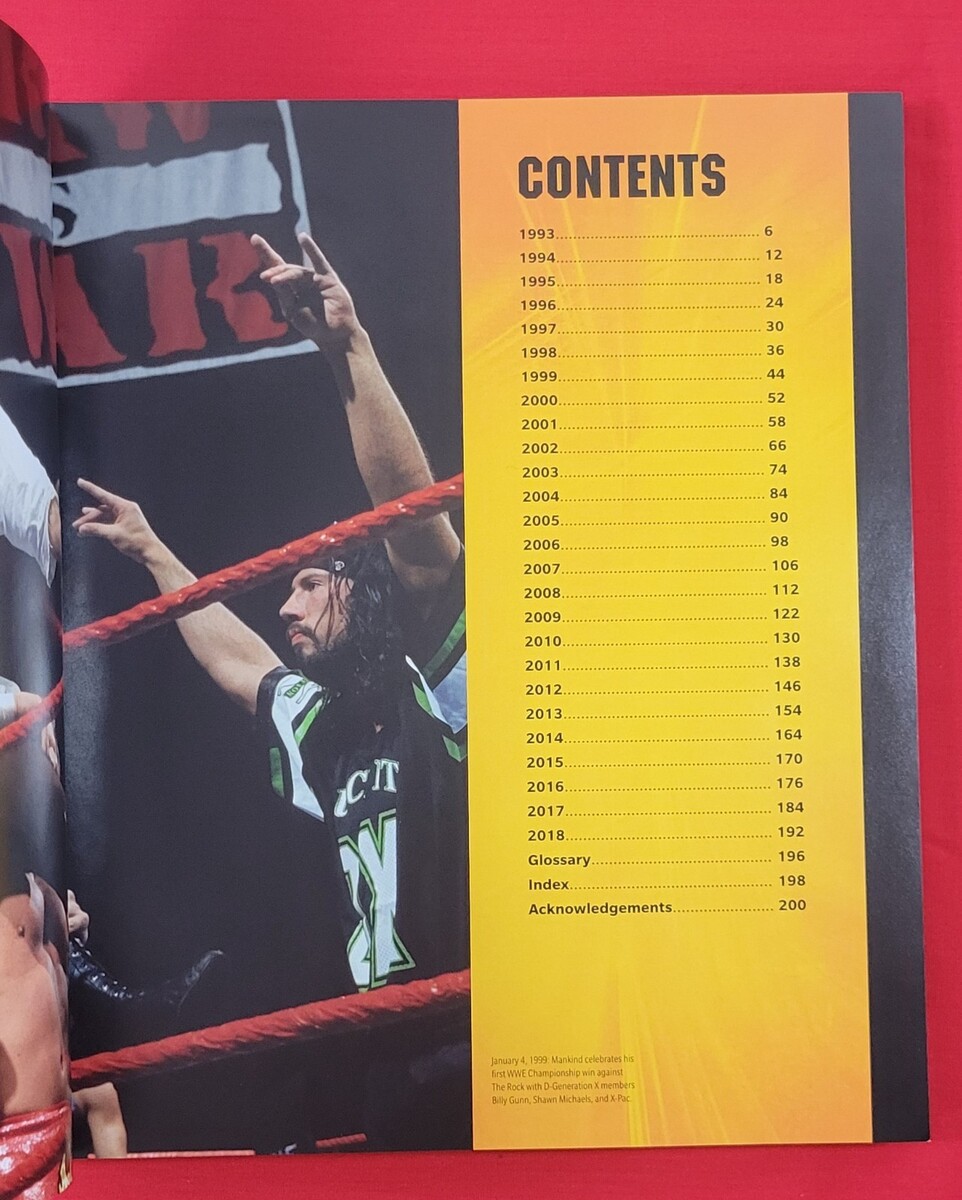 WAR
CONTENTS
1993 6
1994 12
1995 18
1996 24
1997 30
1998 36
1999 44
2000 52
2001 58
2002 66
2003 74
2004 84
2005 90
2006 98
2007 106
2008 112
2009 122
2010 130
2011 138
2012 146
2013 154
2014 164
2015 170
2016 176
2017 184
2018 192
Glossary 196
Index 198
Acknowledgements 200
January 4, 1999: Mankind celebrates his
first WWE Championship win against
The Rock with D-Generation X members
Billy Gunn, Shawn Michaels, and X-Pac.